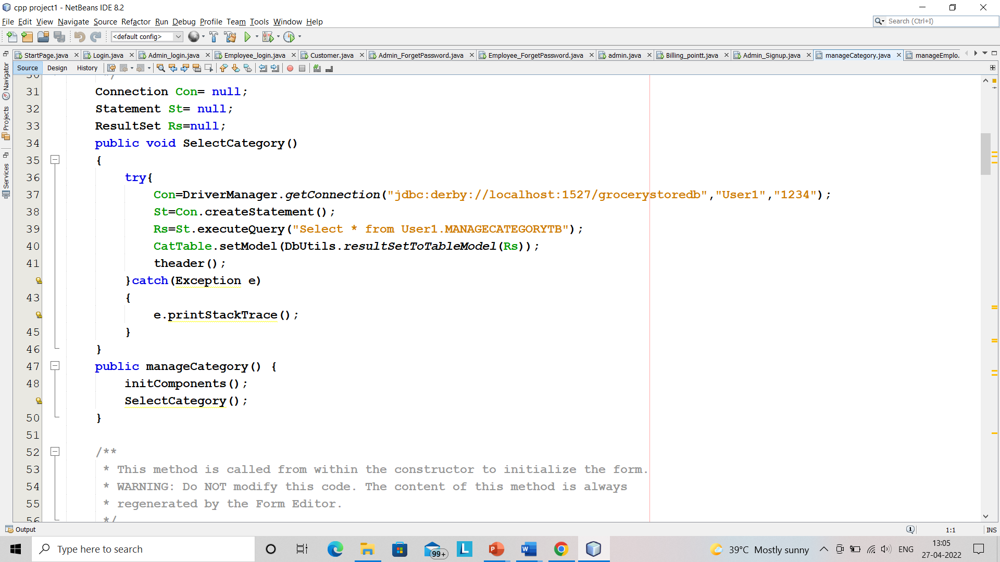 cpp project1 - NetBeans IDE 8.2
File Edit View Navigate Source Refactor Run Debug Profile Team Tools Window Help
Search (Ctrl+I)
<default config>
StartPage.java Login.java Admin_login.java Employee_login.java Customer.java Admin_ForgetPassword.java Employee_ForgetPassword.java admin.java Billing_pointt.java Admin_Signup.java manageCategory.java manageEmplo.
Source Design History
Navigator
Projects
Services
30 */
31 Connection Con= null;
32 Statement St= null;
33 ResultSet Rs=null;
34 public void SelectCategory()
35 {
36 try{
37 Con=DriverManager.getConnection("jdbc:derby://localhost:1527/grocerystoredb","User1","1234");
38 St=Con.createStatement();
39 Rs=St.executeQuery("Select * from User1.MANAGECATEGORYTB");
40 CatTable.setModel(DbUtils.resultSetToTableModel(Rs));
41 theader();
}catch(Exception e)
43 {
e.printStackTrace();
45 }
46 }
47 public manageCategory() {
48 initComponents();
SelectCategory();
50 }
51
52 /**
53 * This method is called from within the constructor to initialize the form.
54 * WARNING: Do NOT modify this code. The content of this method is always
55 * regenerated by the Form Editor.
56 */
Output
1
1:1 INS
Type here to search
99+
39°C Mostly sunny
ENG
13:05
27-04-2022